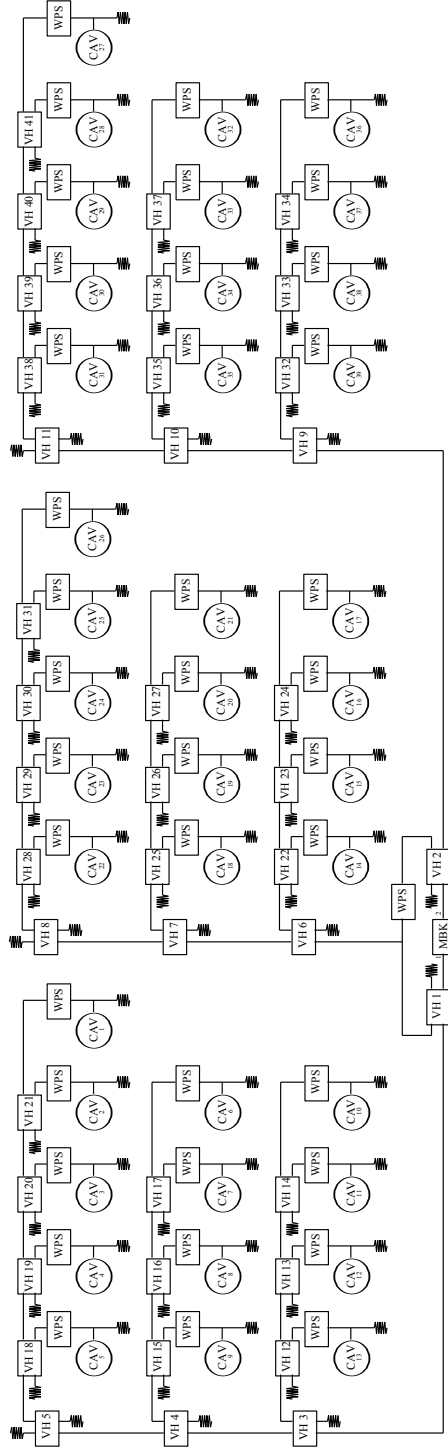 VH 18 VH 19 VH 20 VH 21
VH 5 WPS WPS WPS WPS WPS
CAV CAV CAV CAV CAV
5 4 3 2 1
VH 15 VH 16 VH 17
VH 4 WPS WPS WPS WPS
CAV CAV CAV CAV
9 8 7 6
VH 12 VH 13 VH 14
VH 3 WPS WPS WPS WPS
CAV CAV CAV CAV
13 12 11 10
VH 28 VH 29 VH 30 VH 31
VH 8 WPS WPS WPS WPS WPS
CAV CAV CAV CAV CAV
22 23 24 25 26
VH 25 VH 26 VH 27
VH 7 WPS WPS WPS WPS
CAV CAV CAV CAV
18 19 20 21
VH 22 VH 23 VH 24
VH 6 WPS WPS WPS WPS
CAV CAV CAV CAV
14 15 16 17
VH 38 VH 39 VH 40 VH 41
VH 11 WPS WPS WPS WPS WPS
CAV CAV CAV CAV CAV
31 30 29 28 27
VH 35 VH 36 VH 37
VH 10 WPS WPS WPS WPS
CAV CAV CAV CAV
35 34 33 32
VH 32 VH 33 VH 34
VH 9 WPS WPS WPS WPS
CAV CAV CAV CAV
39 38 37 36
WPS
VH 1 VH 2
1 2
MBK